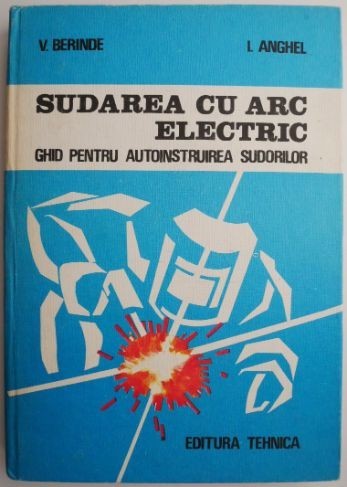 V. BERINDE I. ANGHEL
SUDAREA CU ARC
ELECTRIC
GHID PENTRU AUTOINSTRUIREA SUDORILOR
EDITURA TEHNICA